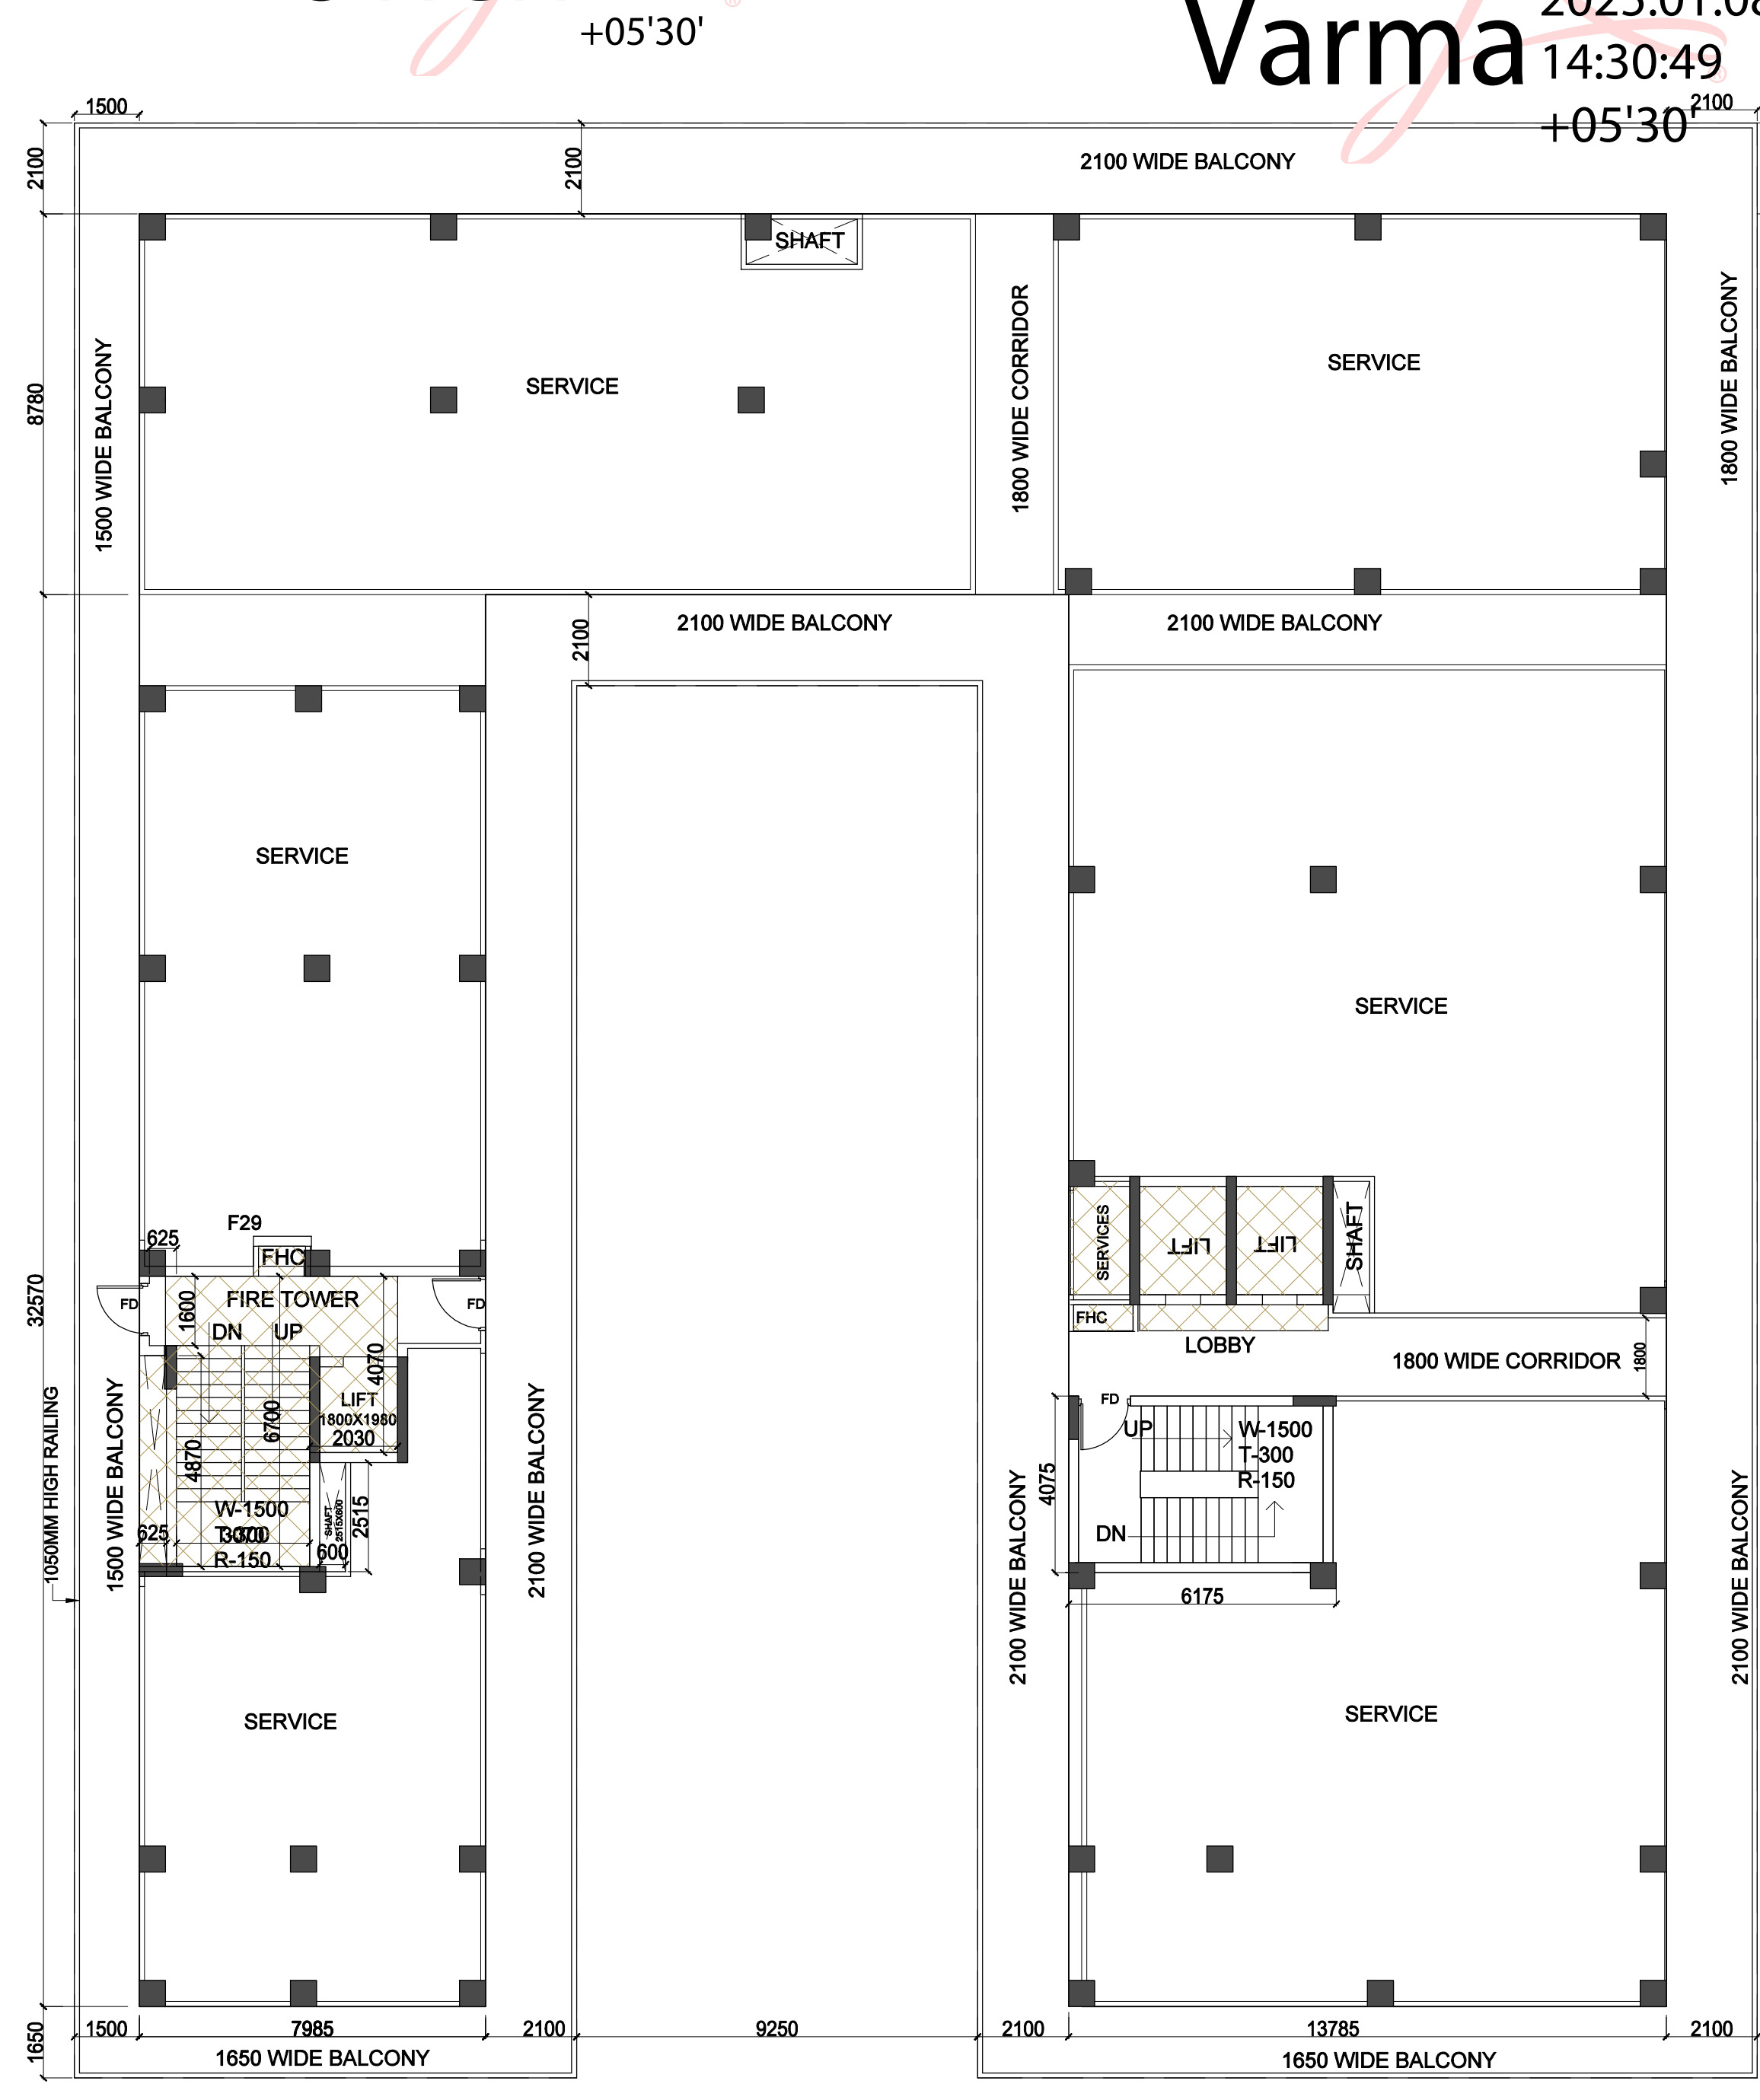 +05'30'
Varma
14:30:49
+05'30'
1500
2100
2100
2100
2100 WIDE BALCONY
SHAFT
1500 WIDE BALCONY
8780
SERVICE
1800 WIDE CORRIDOR
SERVICE
1800 WIDE BALCONY
2100
2100 WIDE BALCONY
2100 WIDE BALCONY
SERVICE
SERVICE
F29
625
FHC
FD
FIRE TOWER
FD
1600
DN
UP
32570
4070
LIFT
1800X1980
2030
6700
4870
W-1500
T-300
R-150
625
600
SHAFT
2515X600
2515
1050MM HIGH RAILING
1500 WIDE BALCONY
2100 WIDE BALCONY
SERVICES
LIFT
LIFT
SHAFT
FHC
LOBBY
1800 WIDE CORRIDOR
1800
FD
UP
W-1500
T-300
R-150
DN
4075
6175
2100 WIDE BALCONY
2100 WIDE BALCONY
SERVICE
SERVICE
1650
1500
7985
2100
9250
2100
13785
2100
1650 WIDE BALCONY
1650 WIDE BALCONY